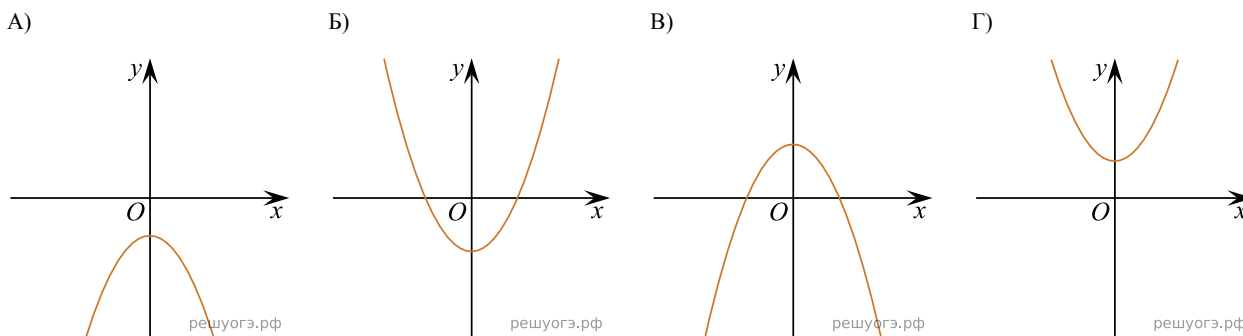 А) Б) В) Г)
y y y y
O x O x O x O x
решуогэ.рф решуогэ.рф решуогэ.рф решуогэ.рф